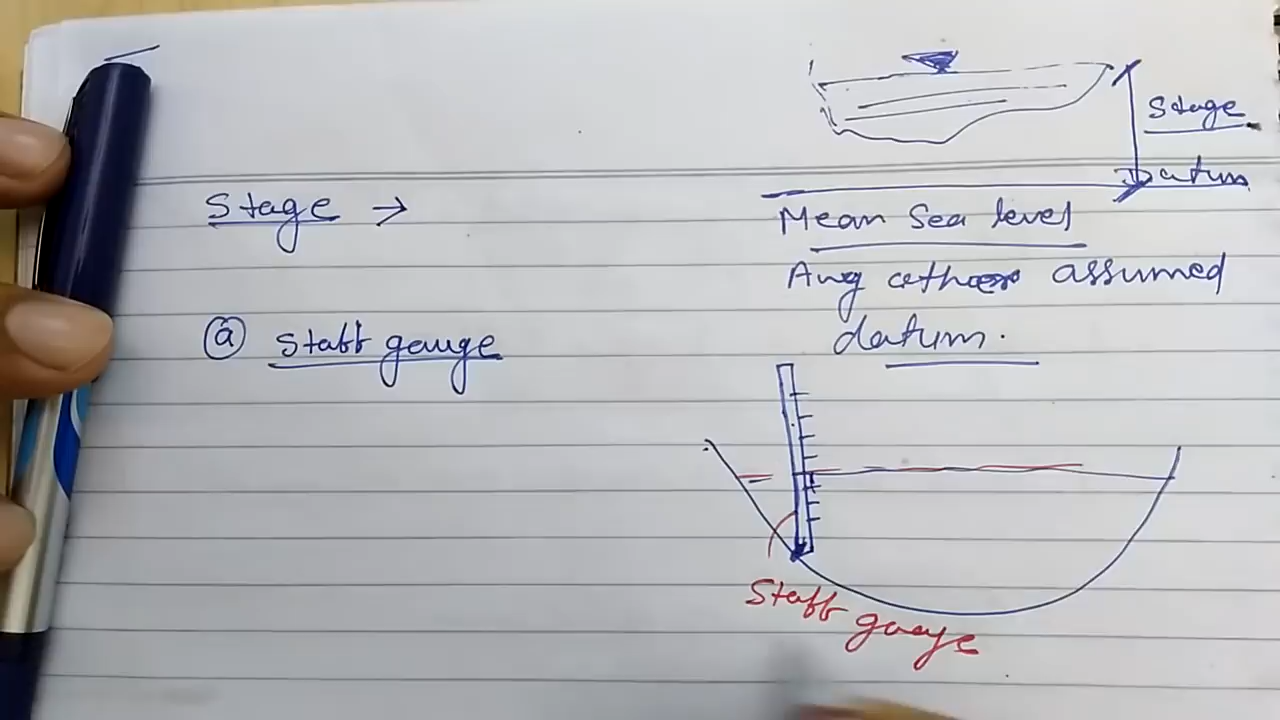 Stage
Datum
Stage →
Mean Sea level
Any other assumed
datum.
ⓐ Staff gauge
Staff gauge